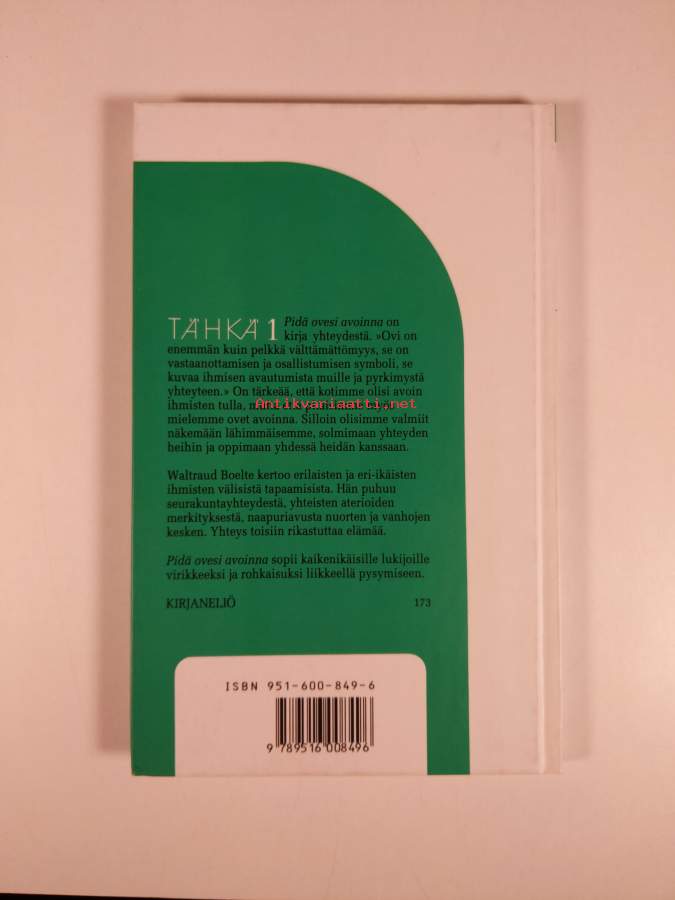 TÄHKÄ 1 Pidä ovesi avoinna on
kirja yhteydestä. »Ovi on
enemmän kuin pelkkä välttämättömyys, se on
vastaanottamisen ja osallistumisen symboli, se
kuvaa ihmisen avautumista muille ja pyrkimystä
yhteyteen.» On tärkeää, että kotimme olisi avoin
ihmisten tulla,
Antikvariaatti.net
mielemme ovet avoinna. Silloin olisimme valmiit
näkemään lähimmäisemme, solmimaan yhteyden
heihin ja oppimaan yhdessä heidän kanssaan.
Waltraud Boelte kertoo erilaisten ja eri-ikäisten
ihmisten välisistä tapaamisista. Hän puhuu
seurakuntayhteydestä, yhteisten aterioiden
merkityksestä, naapuriavusta nuorten ja vanhojen
kesken. Yhteys toisiin rikastuttaa elämää.
Pidä ovesi avoinna sopii kaikenikäisille lukijoille
virikkeeksi ja rohkaisuksi liikkeellä pysymiseen.
KIRJANELIÖ 173
ISBN 951-600-849-6
9 789516 008496